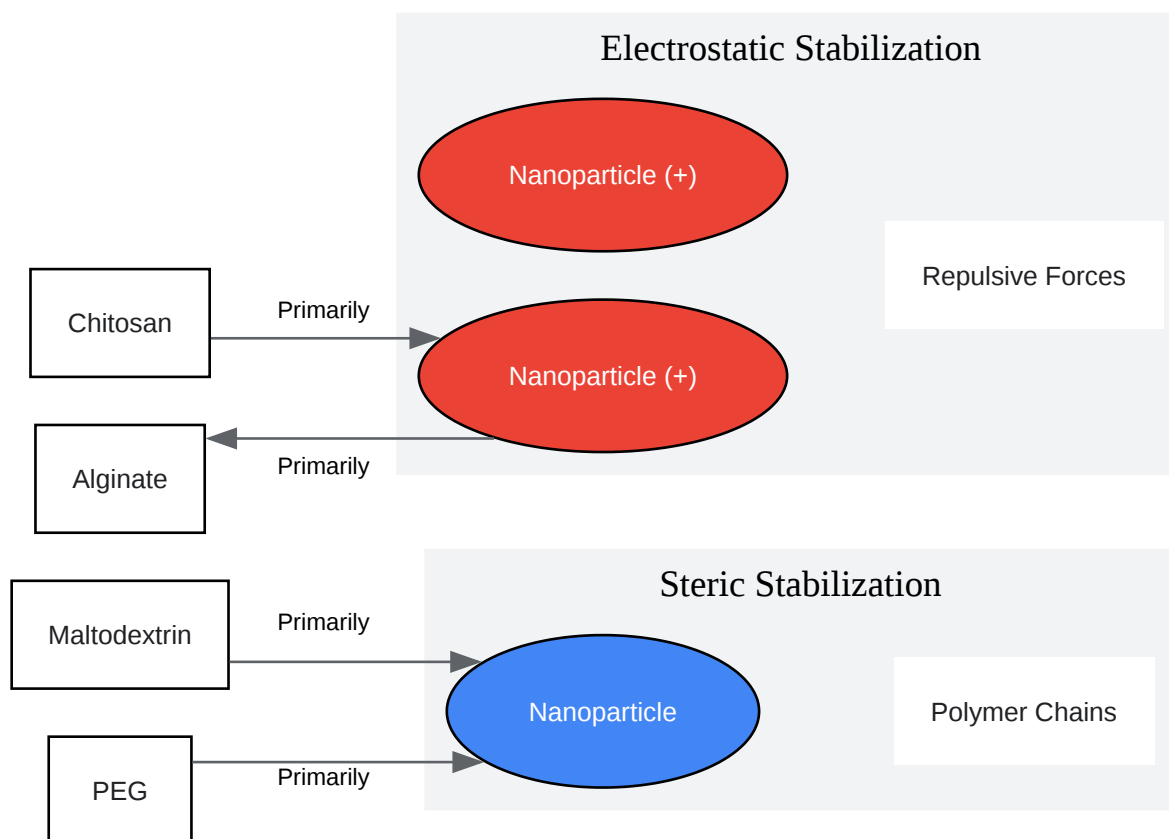 Electrostatic Stabilization
Nanoparticle (+)
Repulsive Forces
Chitosan
Primarily
Nanoparticle (+)
Alginate
Primarily
Steric Stabilization
Maltodextrin
Primarily
Nanoparticle
Polymer Chains
PEG
Primarily